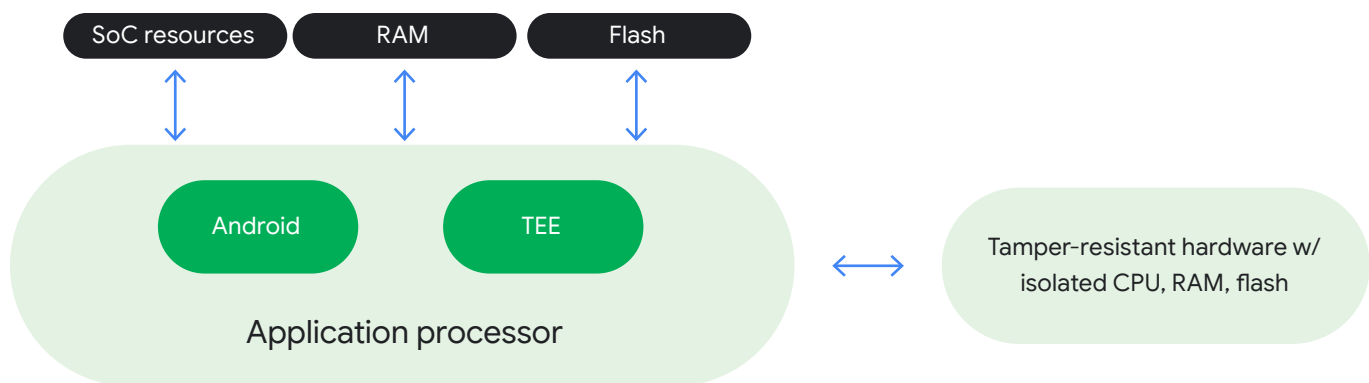 SoC resources
RAM
Flash
Android
TEE
Application processor
Tamper-resistant hardware w/
isolated CPU, RAM, flash